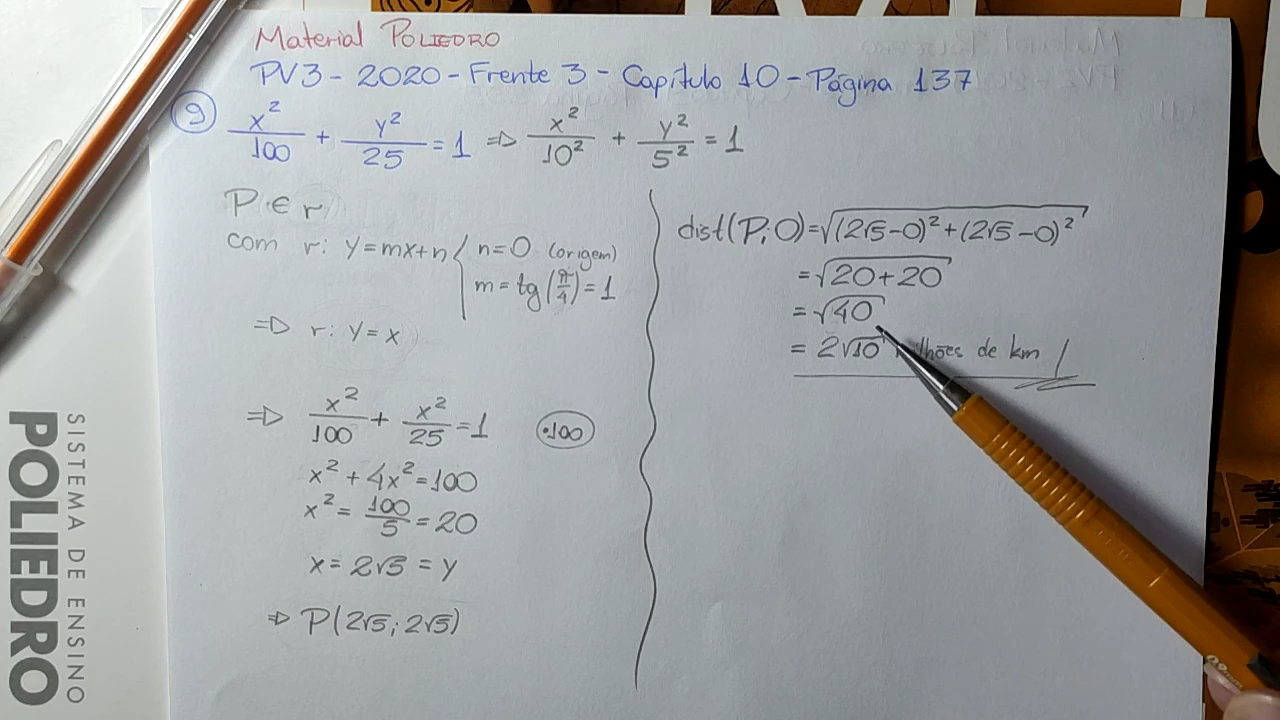 Material POLIEDRO
PV3 - 2020 - Frente 3 - Capítulo 10 - Página 137
9 x²/100 + y²/25 = 1 ⇒ x²/10² + y²/5² = 1
P ∈ r
com r: y = mx + n { n = 0 (origem)
m = tg(π/4) = 1
⇒ r: y = x
⇒ x²/100 + x²/25 = 1 ·100
x² + 4x² = 100
x² = 100/5 = 20
x = 2√5 = y
⇒ P(2√5; 2√5)
dist(P; O) = √((2√5 - 0)² + (2√5 - 0)²)
= √(20 + 20)
= √40
= 2√10 de km
SISTEMA DE ENSINO
POLIEDRO